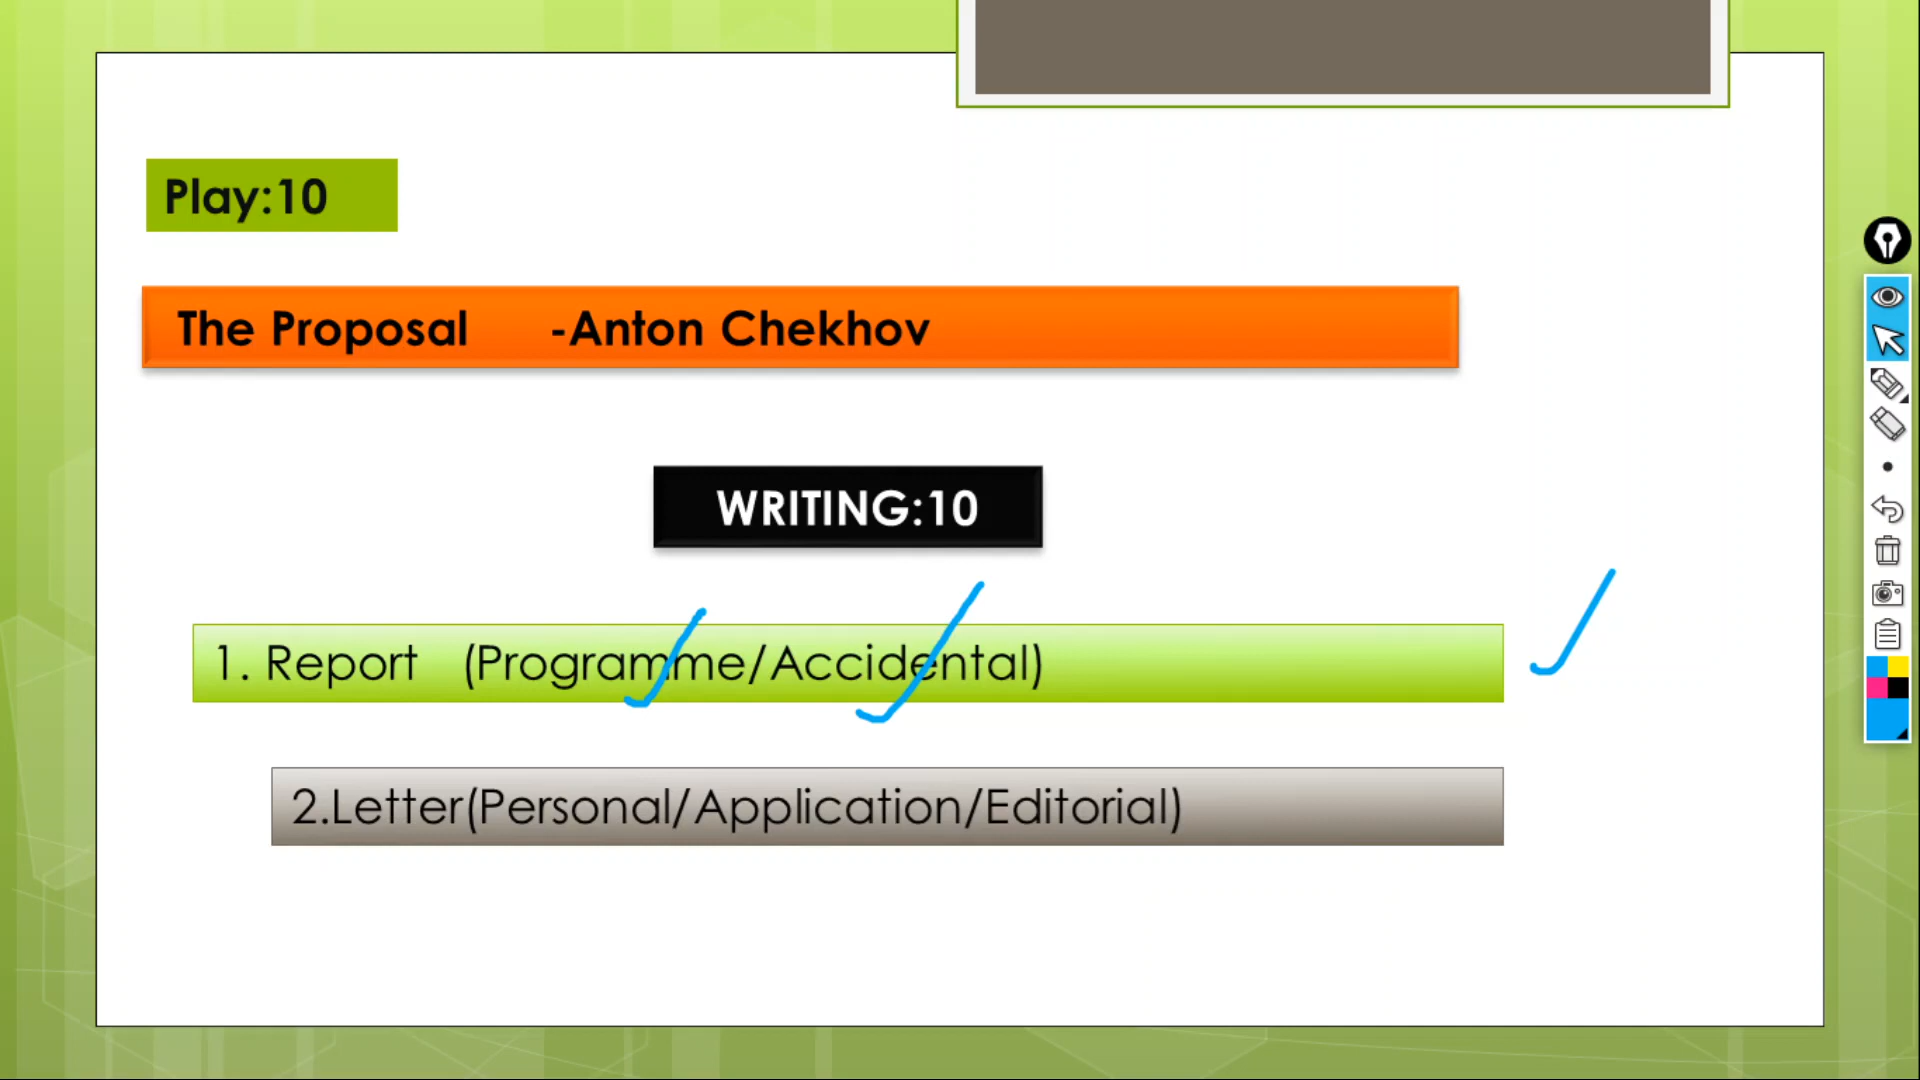 Play:10
The Proposal -Anton Chekhov
WRITING:10
1. Report (Programme/Accidental)
2.Letter(Personal/Application/Editorial)